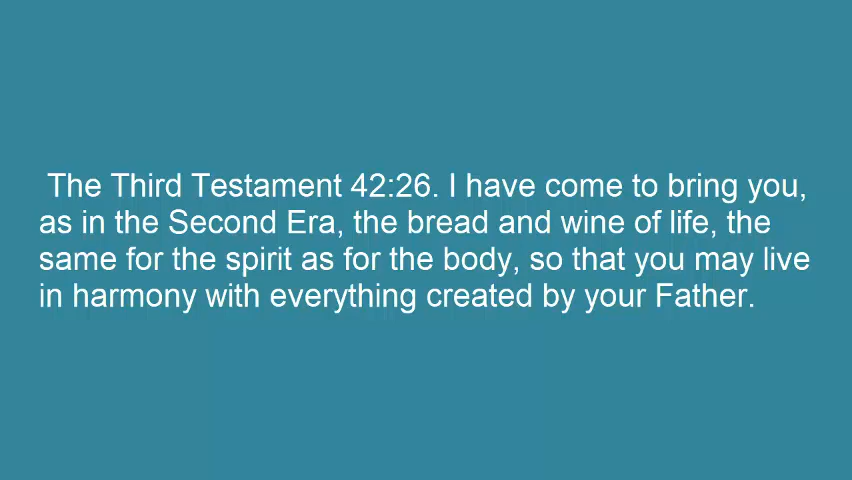 The Third Testament 42:26. I have come to bring you,
as in the Second Era, the bread and wine of life, the
same for the spirit as for the body, so that you may live
in harmony with everything created by your Father.